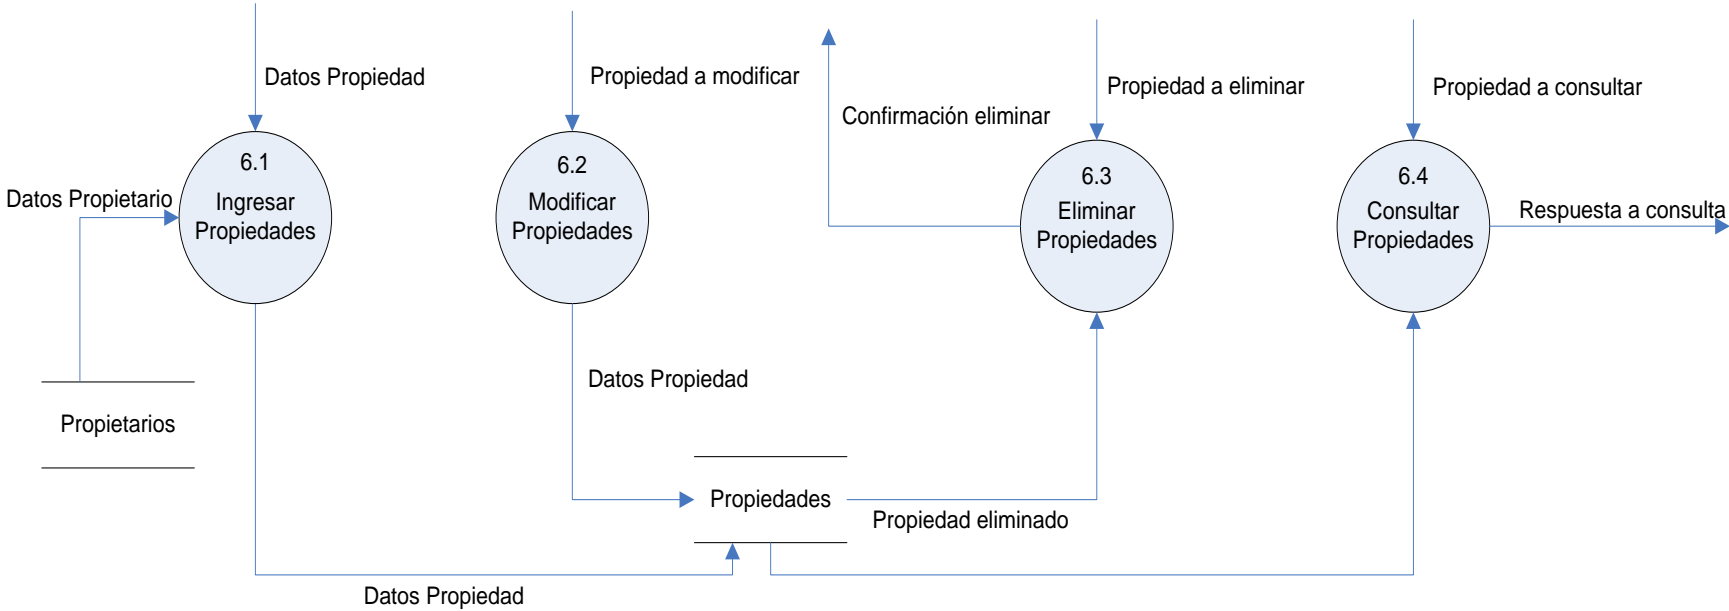 Datos Propiedad
Propiedad a modificar
Confirmación eliminar
Propiedad a eliminar
Propiedad a consultar
Datos Propietario
6.1
Ingresar
Propiedades
6.2
Modificar
Propiedades
6.3
Eliminar
Propiedades
6.4
Consultar
Propiedades
Respuesta a consulta
Datos Propiedad
Propietarios
Propiedades
Propiedad eliminado
Datos Propiedad